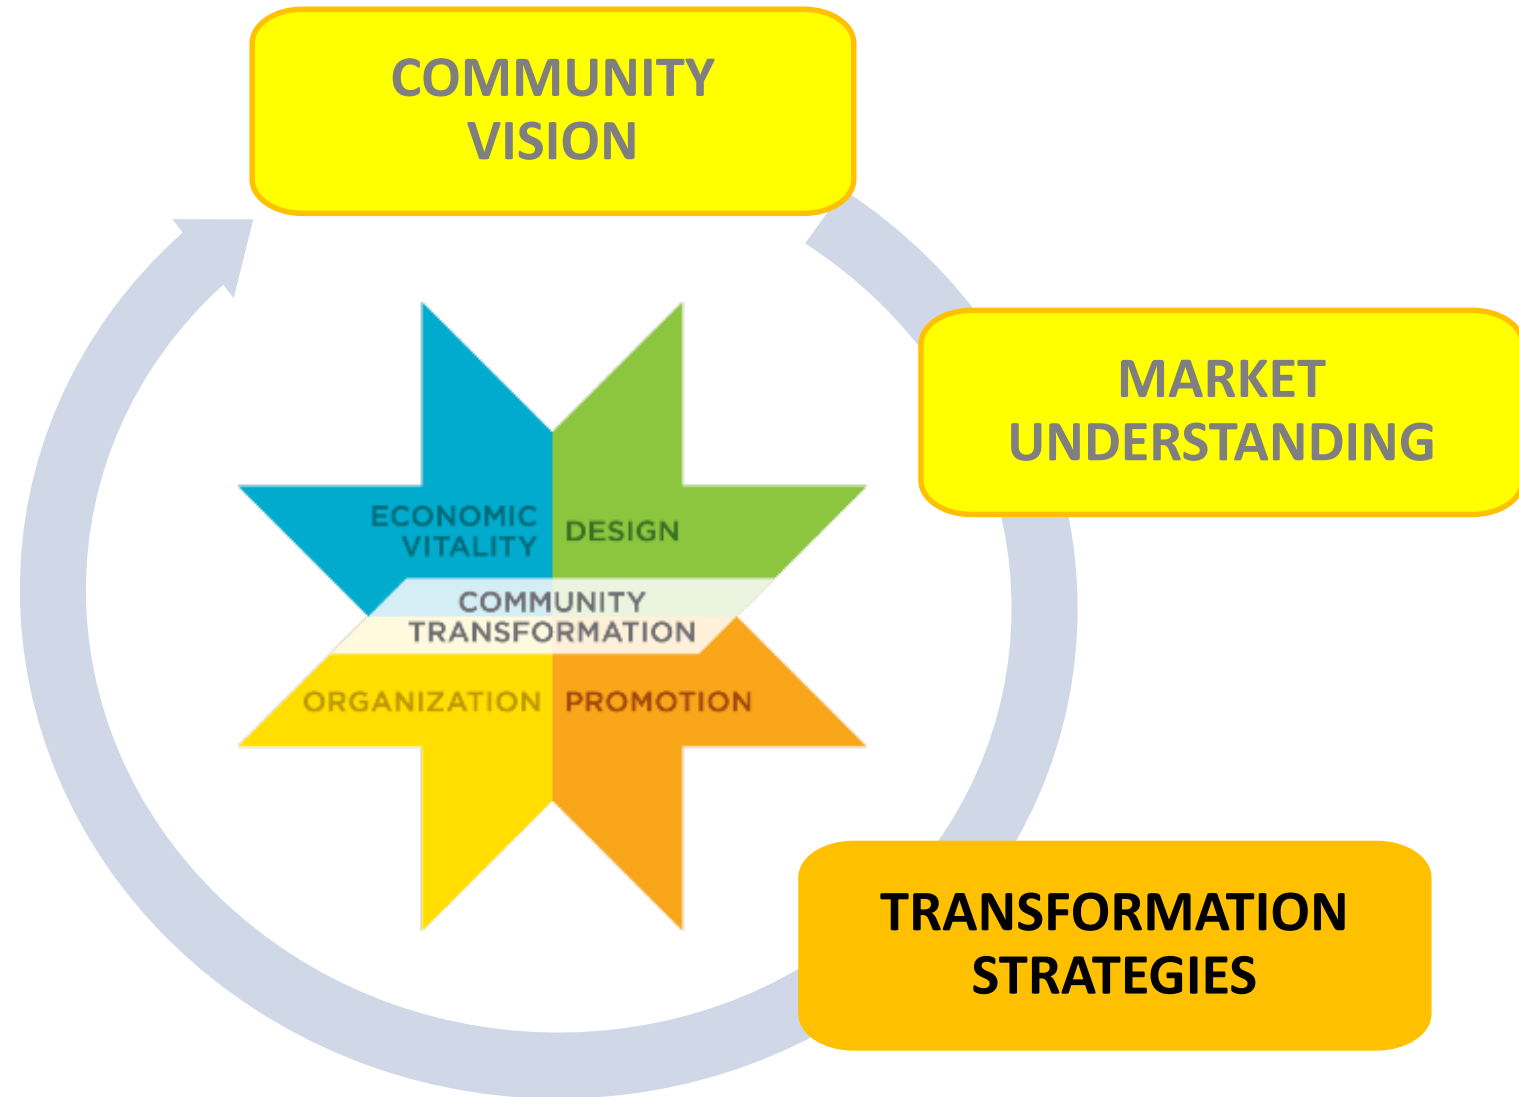 COMMUNITY
VISION
MARKET
UNDERSTANDING
ECONOMIC
VITALITY
DESIGN
COMMUNITY
TRANSFORMATION
ORGANIZATION
PROMOTION
TRANSFORMATION
STRATEGIES